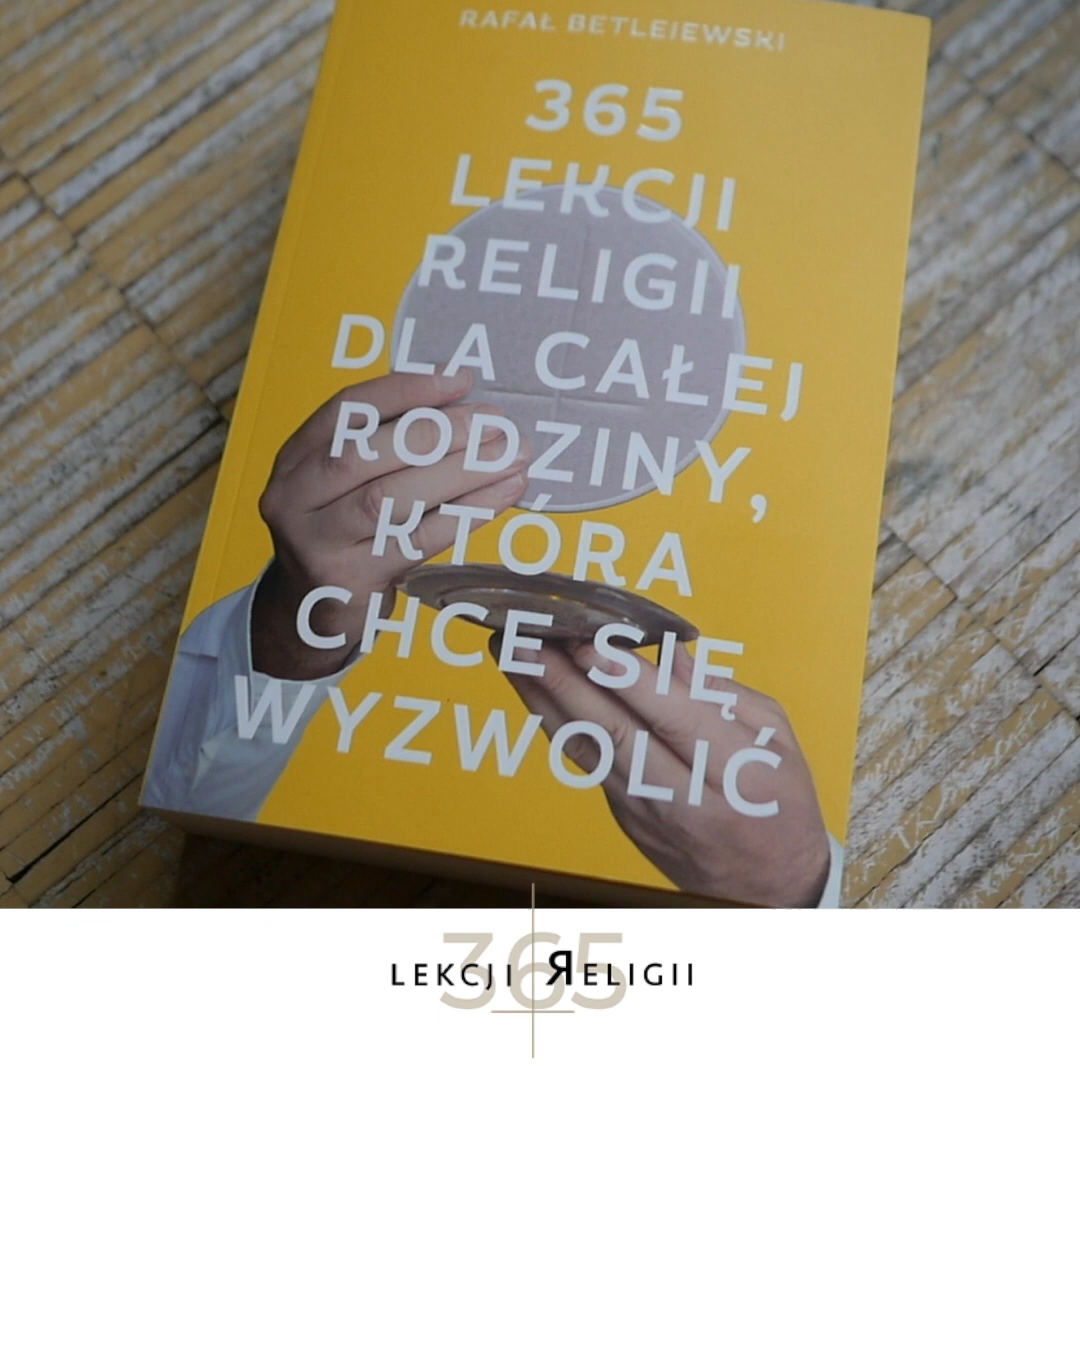 RAFAŁ BETLEJEWSKI
365
LEKCJI
RELIGII
DLA CAŁEJ
RODZINY,
KTÓRA
CHCE SIĘ
WYZWOLIĆ
365
LEKCJI ЯELIGII